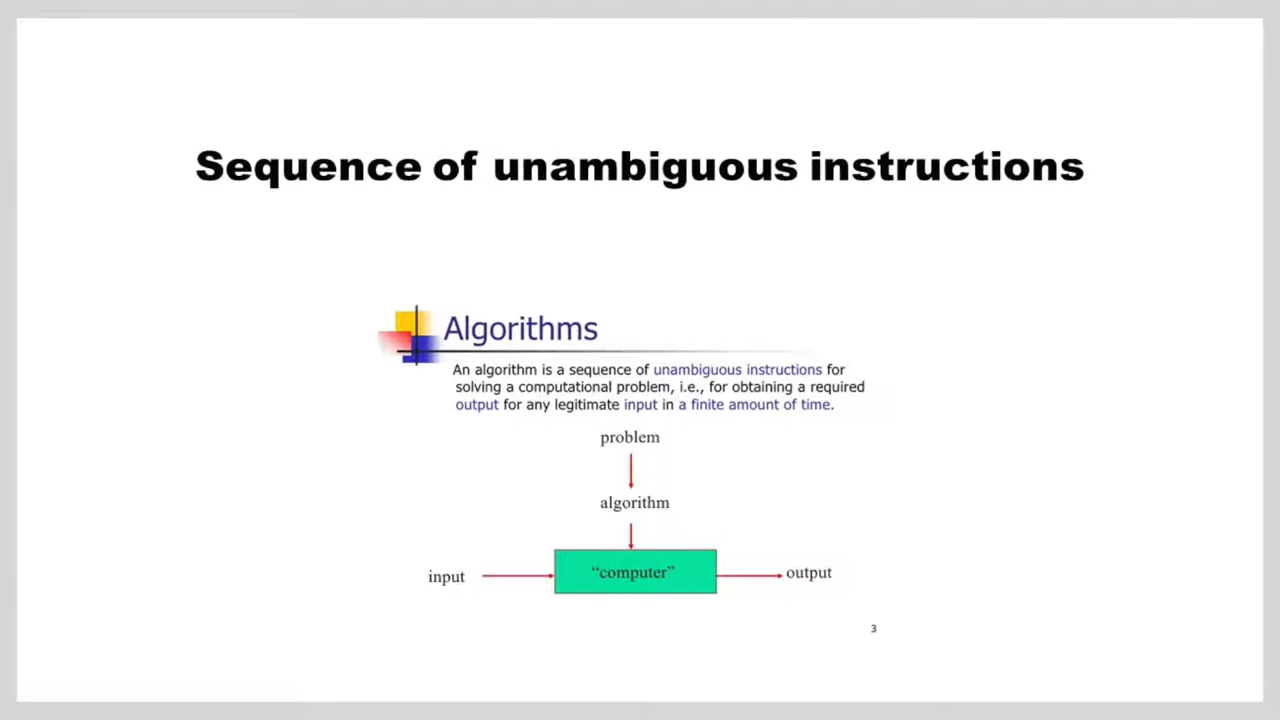 Sequence of unambiguous instructions
Algorithms
An algorithm is a sequence of unambiguous instructions for
solving a computational problem, i.e., for obtaining a required
output for any legitimate input in a finite amount of time.
problem
algorithm
input
“computer”
output
3